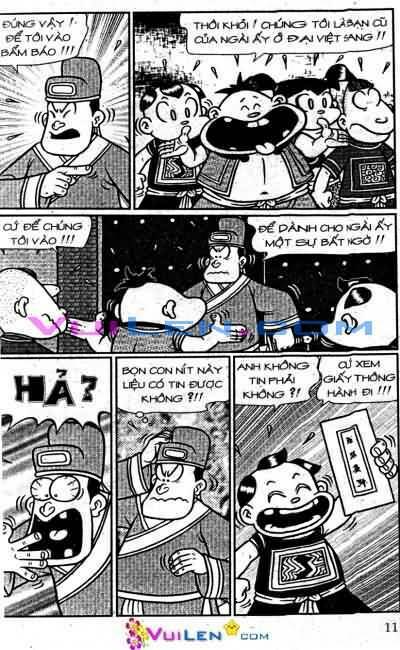 ĐÚNG VẬY !
ĐỂ TÔI VÀO
BẨM BÁO !!!
THÔI KHỎI ! CHÚNG TÔI LÀ BẠN CŨ
CỦA NGÀI ẤY Ở ĐẠI VIỆT SANG !!
CỨ ĐỂ CHÚNG
TÔI VÀO !!!
ĐỂ DÀNH CHO NGÀI ẤY
MỘT SỰ BẤT NGỜ !!
VUILEN.COM
HẢ ?
BỌN CON NÍT NÀY
LIỆU CÓ TIN ĐƯỢC
KHÔNG ?!!
ANH KHÔNG
TIN PHẢI
KHÔNG ?!
CỨ XEM
GIẤY THÔNG
HÀNH ĐI !!!
11
VUILEN.COM